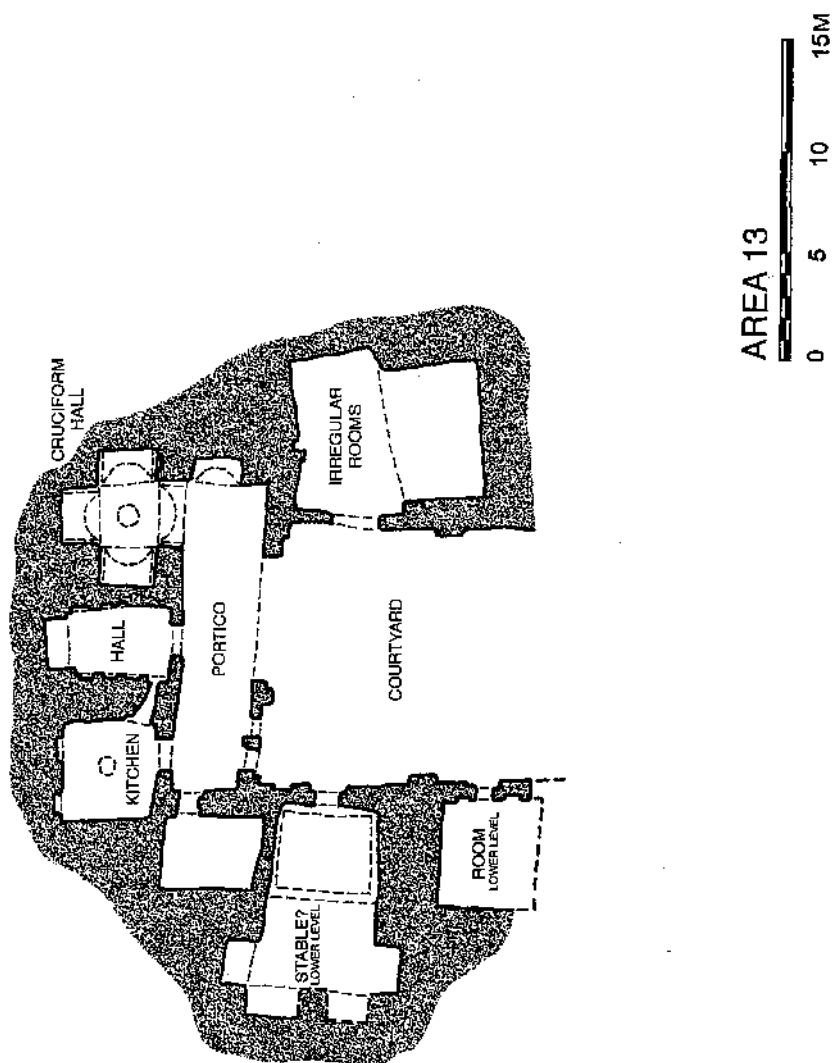 CRUCIFORM
HALL
HALL
KITCHEN
PORTICO
IRREGULAR
ROOMS
COURTYARD
STABLE?
LOWER LEVEL
ROOM
LOWER LEVEL
AREA 13
0 5 10 15M